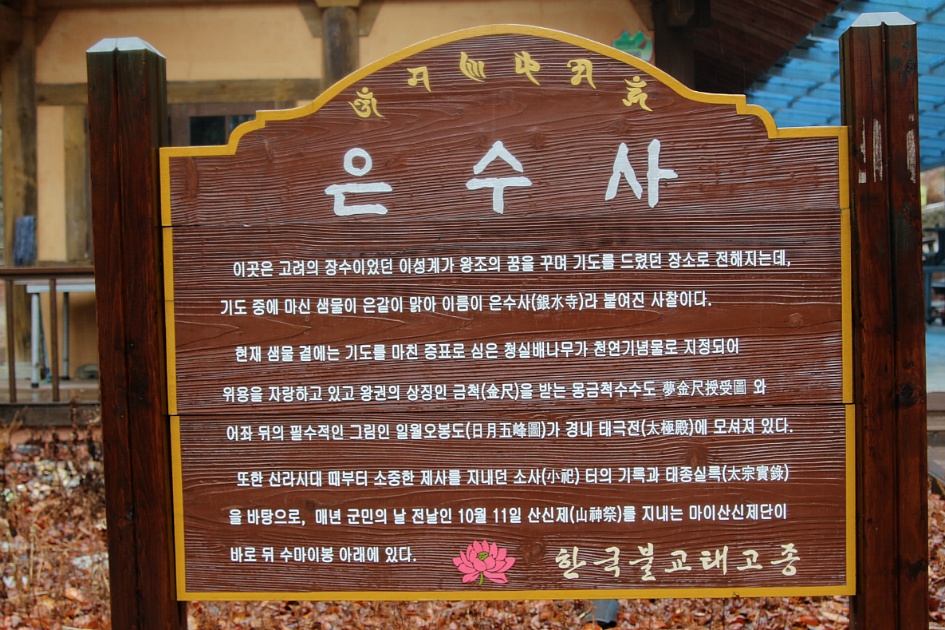 ॐ म णि प द्मे हूँ
은 수 사
이곳은 고려의 장수이었던 이성계가 왕조의 꿈을 꾸며 기도를 드렸던 장소로 전해지는데,
기도 중에 마신 샘물이 은같이 맑아 이름이 은수사(銀水寺)라 붙여진 사찰이다.
현재 샘물 곁에는 기도를 마친 증표로 심은 청실배나무가 천연기념물로 지정되어
위용을 자랑하고 있고 왕권의 상징인 금척(金尺)을 받는 몽금척수수도 夢金尺授受圖 와
어좌 뒤의 필수적인 그림인 일월오봉도(日月五峰圖)가 경내 태극전(太極殿)에 모셔져 있다.
또한 신라시대 때부터 소중한 제사를 지내던 소사(小祀) 터의 기록과 태종실록(太宗實錄)
을 바탕으로, 매년 군민의 날 전날인 10월 11일 산신제(山神祭)를 지내는 마이산신제단이
바로 뒤 수마이봉 아래에 있다.
한국불교태고종